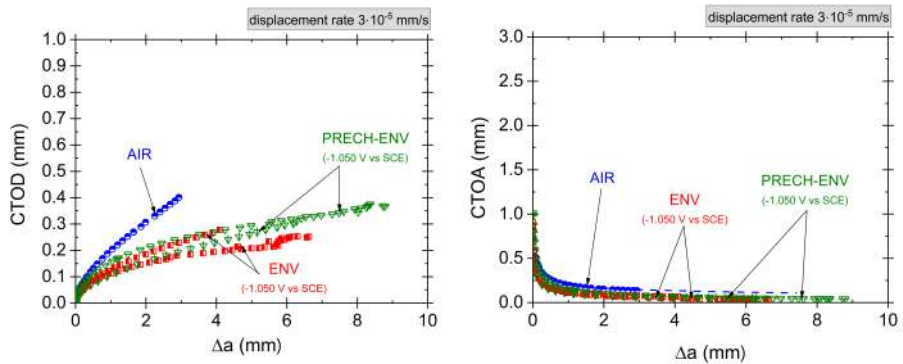 displacement rate 3·10⁻⁵ mm/s
CTOD (mm)
1.0
0.9
0.8
0.7
0.6
0.5
0.4
0.3
0.2
0.1
0.0
AIR
PRECH-ENV
(-1.050 V vs SCE)
ENV
(-1.050 V vs SCE)
0 2 4 6 8 10
Δa (mm)
displacement rate 3·10⁻⁵ mm/s
CTOA (mm)
3.0
2.5
2.0
1.5
1.0
0.5
0.0
AIR
ENV
(-1.050 V vs SCE)
PRECH-ENV
(-1.050 V vs SCE)
0 2 4 6 8 10
Δa (mm)